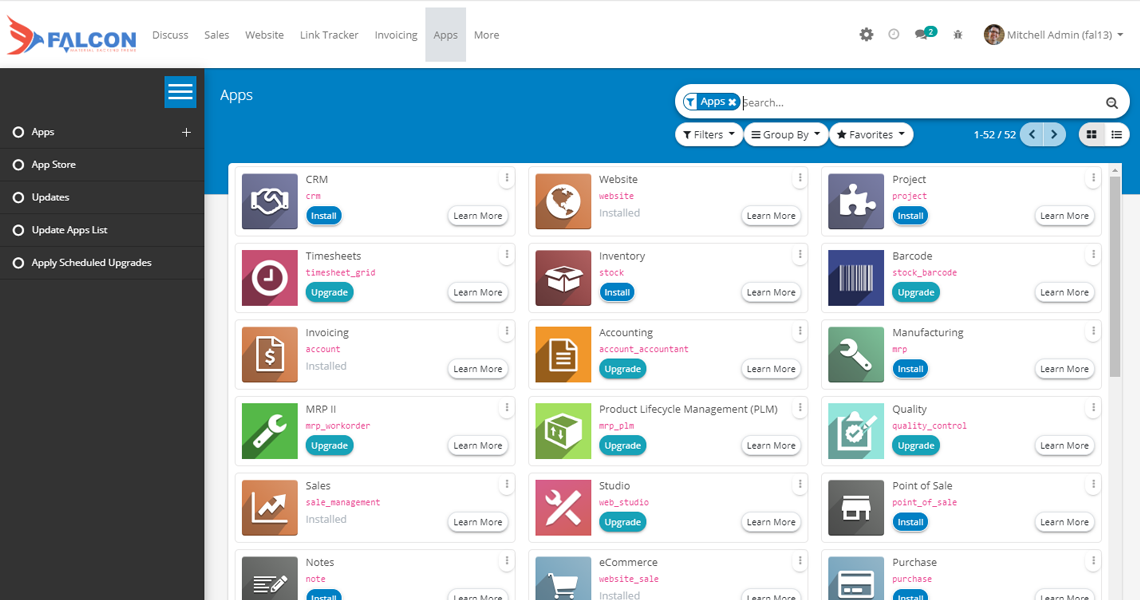 FALCON
Discuss Sales Website Link Tracker Invoicing Apps More
2
Mitchell Admin (fal13)
Apps
App Store
Updates
Update Apps List
Apply Scheduled Upgrades
Apps
Apps Search...
Filters Group By Favorites
1-52 / 52
CRM
crm
Install Learn More
Website
website
Installed Learn More
Project
project
Install Learn More
Timesheets
timesheet_grid
Upgrade Learn More
Inventory
stock
Install Learn More
Barcode
stock_barcode
Upgrade Learn More
Invoicing
account
Installed Learn More
Accounting
account_accountant
Upgrade Learn More
Manufacturing
mrp
Install Learn More
MRP II
mrp_workorder
Upgrade Learn More
Product Lifecycle Management (PLM)
mrp_plm
Upgrade Learn More
Quality
quality_control
Upgrade Learn More
Sales
sale_management
Installed Learn More
Studio
web_studio
Upgrade Learn More
Point of Sale
point_of_sale
Install Learn More
Notes
note
Install Learn More
eCommerce
website_sale
Installed Learn More
Purchase
purchase
Install Learn More